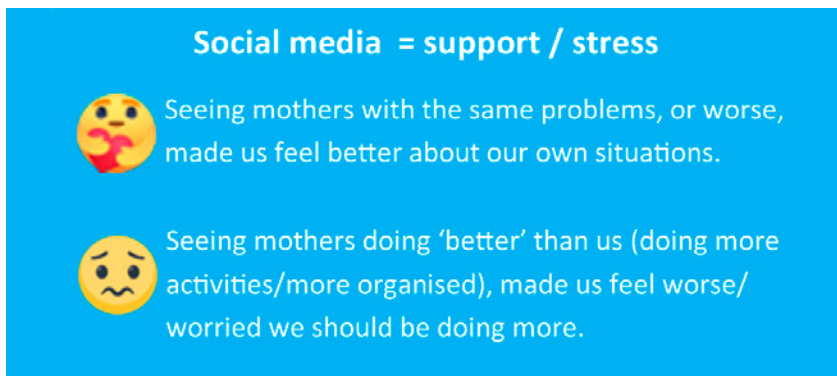 Social media = support / stress
Seeing mothers with the same problems, or worse,
made us feel better about our own situations.
Seeing mothers doing ‘better’ than us (doing more
activities/more organised), made us feel worse/
worried we should be doing more.